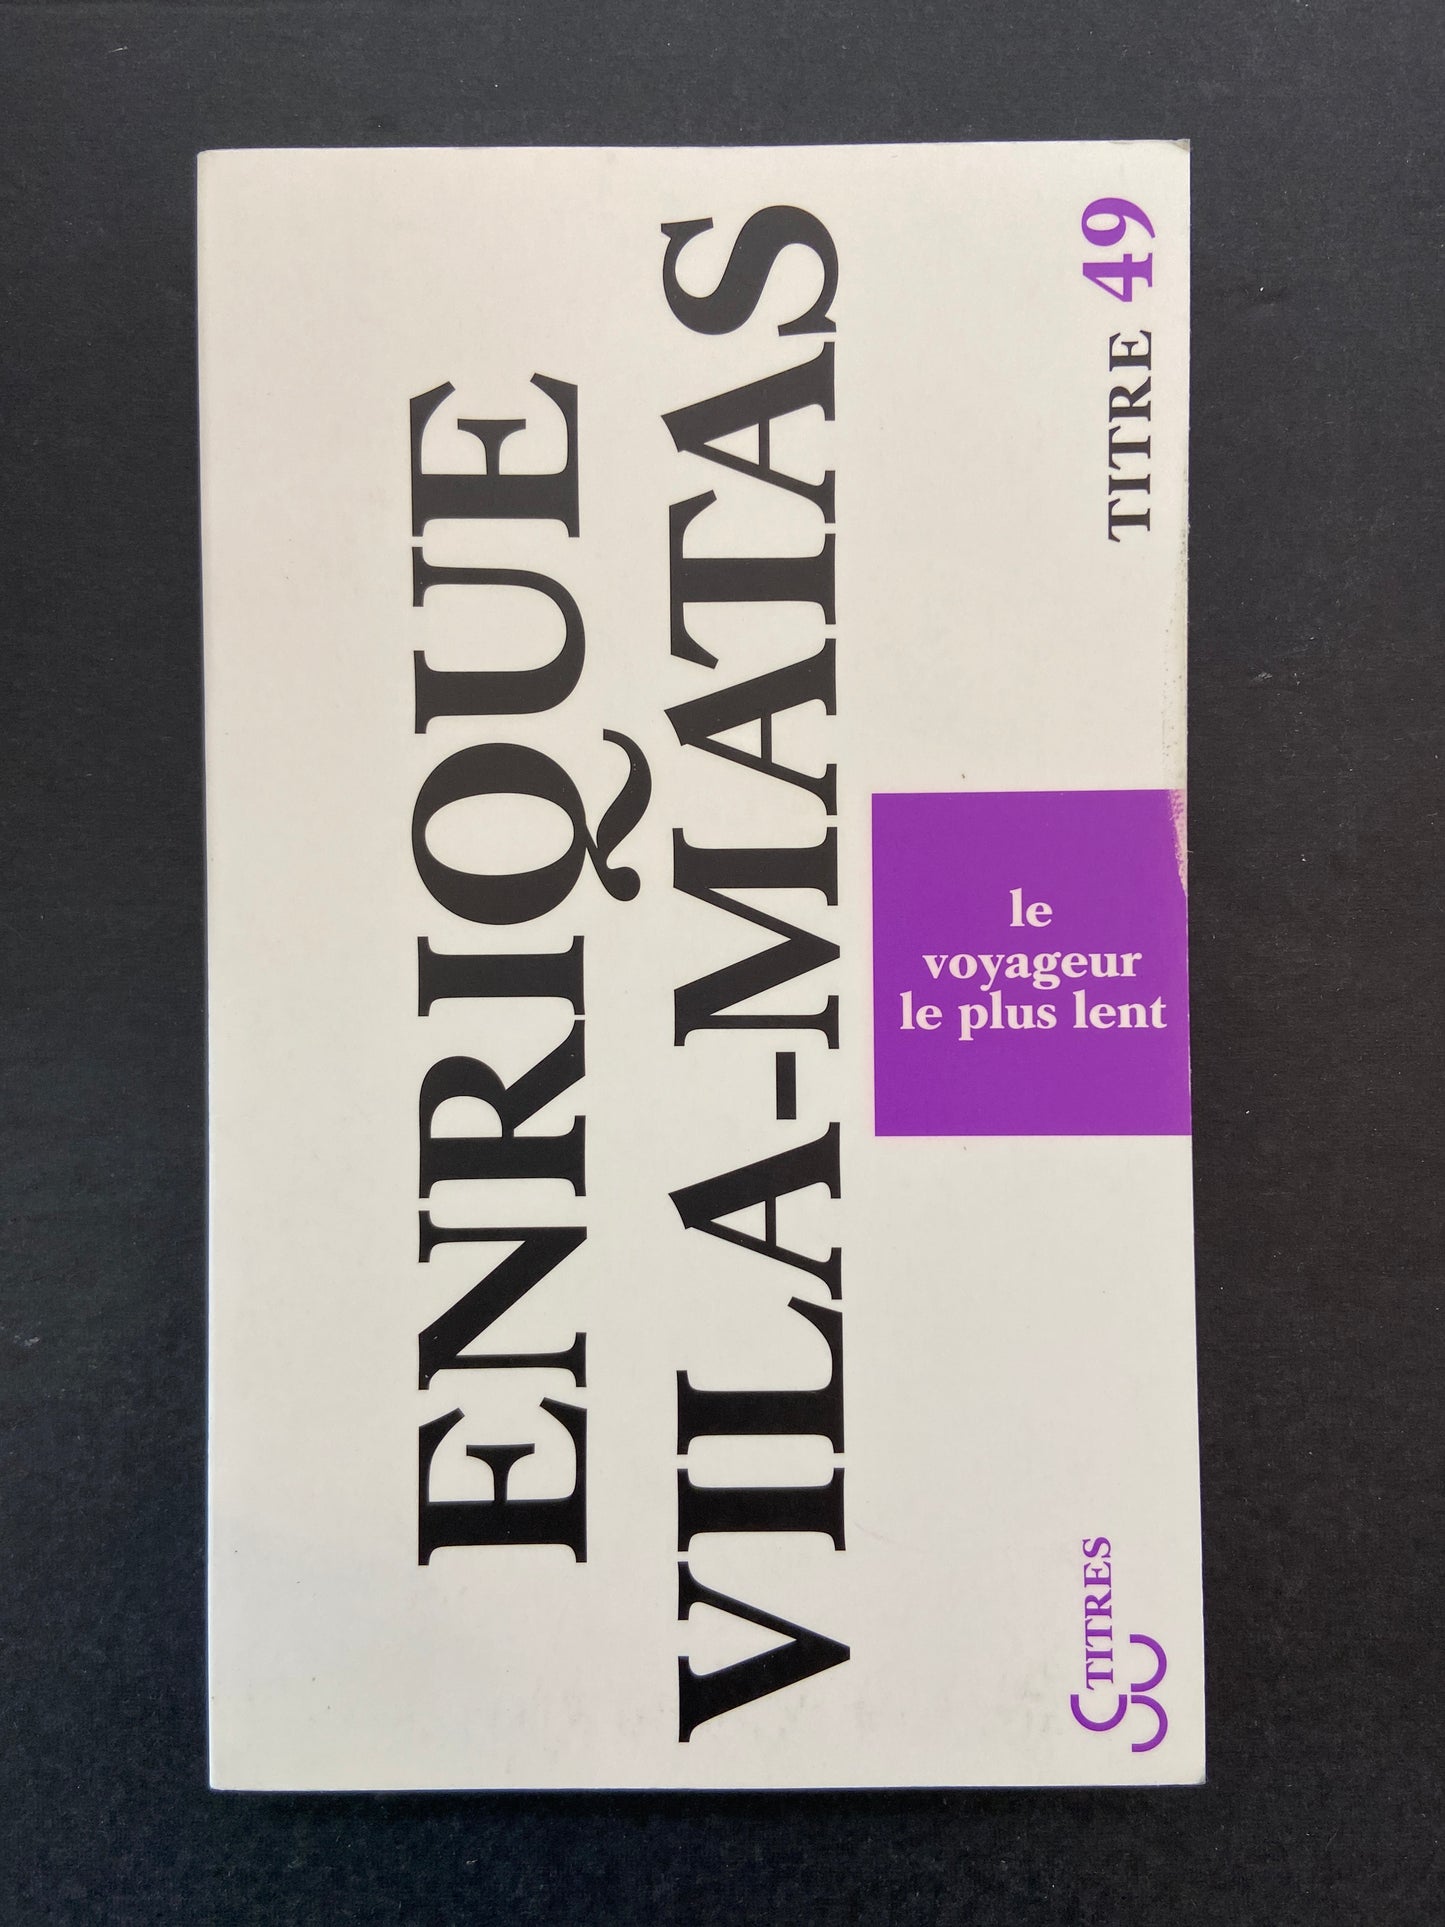 ENRIQUE
VILA-MATAS
le
voyageur
le plus lent
TITRES
TITRE 49